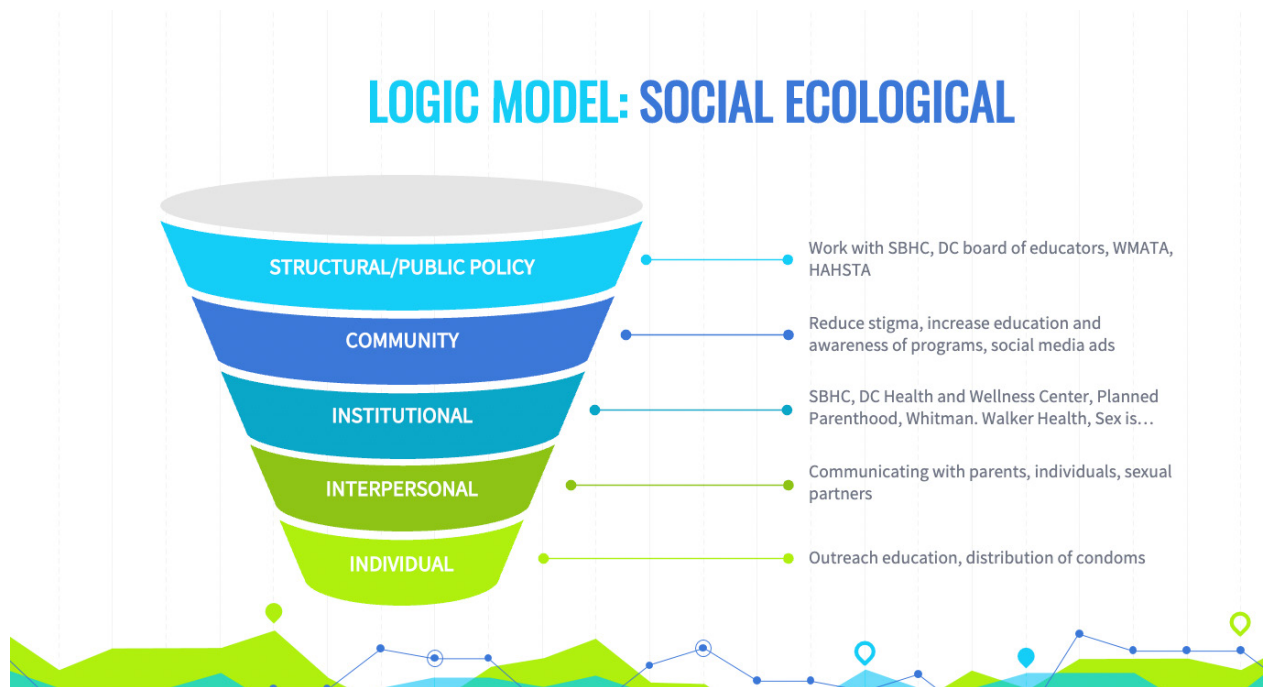 LOGIC MODEL: SOCIAL ECOLOGICAL
STRUCTURAL/PUBLIC POLICY
Work with SBHC, DC board of educators, WMATA,
HAHSTA
COMMUNITY
Reduce stigma, increase education and
awareness of programs, social media ads
INSTITUTIONAL
SBHC, DC Health and Wellness Center, Planned
Parenthood, Whitman. Walker Health, Sex is...
INTERPERSONAL
Communicating with parents, individuals, sexual
partners
INDIVIDUAL
Outreach education, distribution of condoms